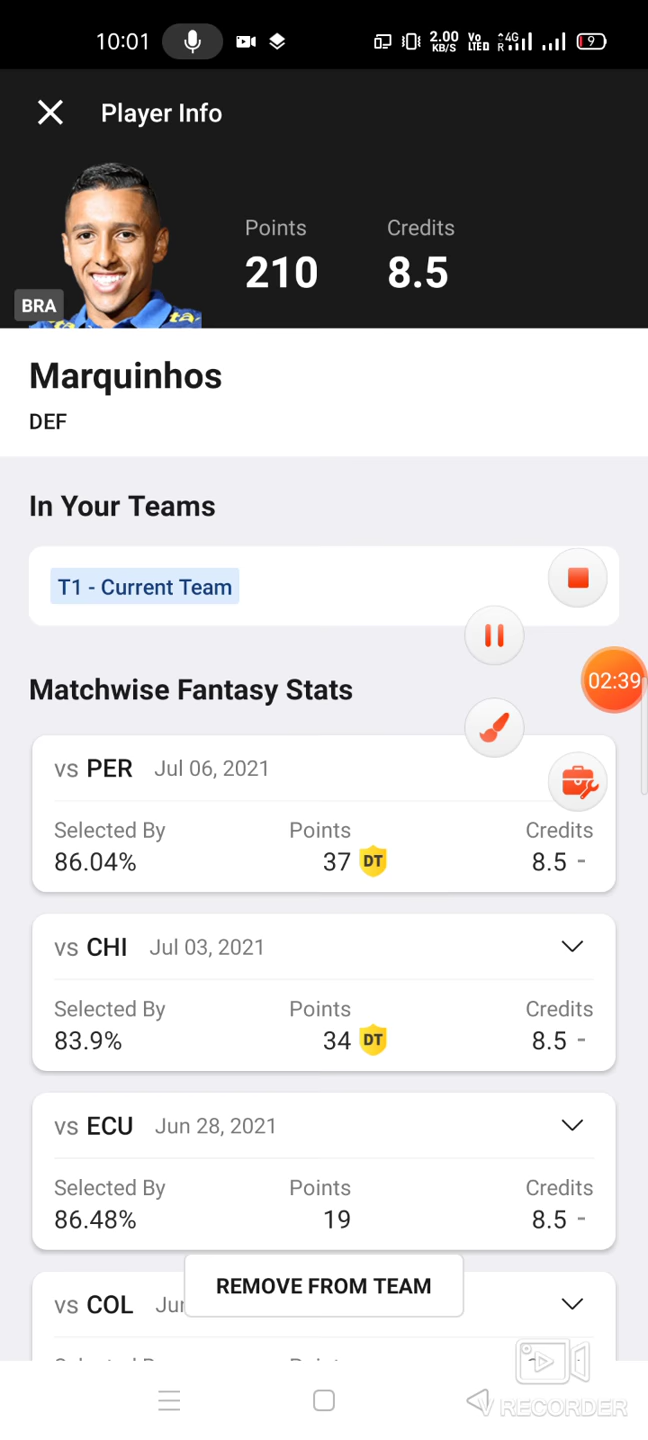 10:01 2.00 KB/S Vo LTED 4G R 9
Player Info
Points Credits
210 8.5
BRA
Marquinhos
DEF
In Your Teams
T1 - Current Team
02:39
Matchwise Fantasy Stats
vs PER Jul 06, 2021
Selected By Points Credits
86.04% 37 DT 8.5 -
vs CHI Jul 03, 2021
Selected By Points Credits
83.9% 34 DT 8.5 -
vs ECU Jun 28, 2021
Selected By Points Credits
86.48% 19 8.5 -
REMOVE FROM TEAM
vs COL
V RECORDER